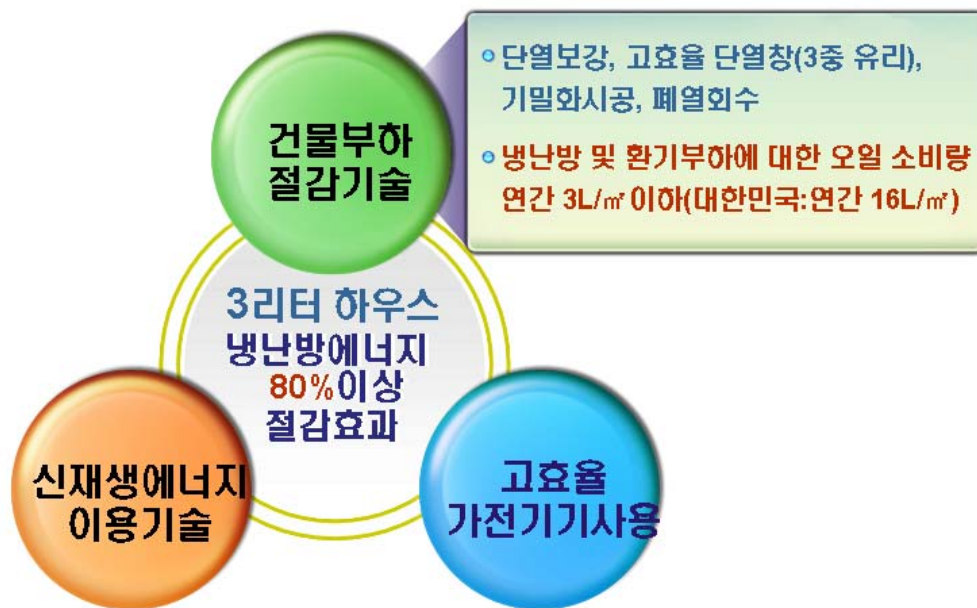 단열보강, 고효율 단열창(3중 유리),
기밀화시공, 폐열회수
냉난방 및 환기부하에 대한 오일 소비량
연간 3L/㎡이하(대한민국:연간 16L/㎡)
건물부하
절감기술
3리터 하우스
냉난방에너지
80%이상
절감효과
신재생에너지
이용기술
고효율
가전기기사용